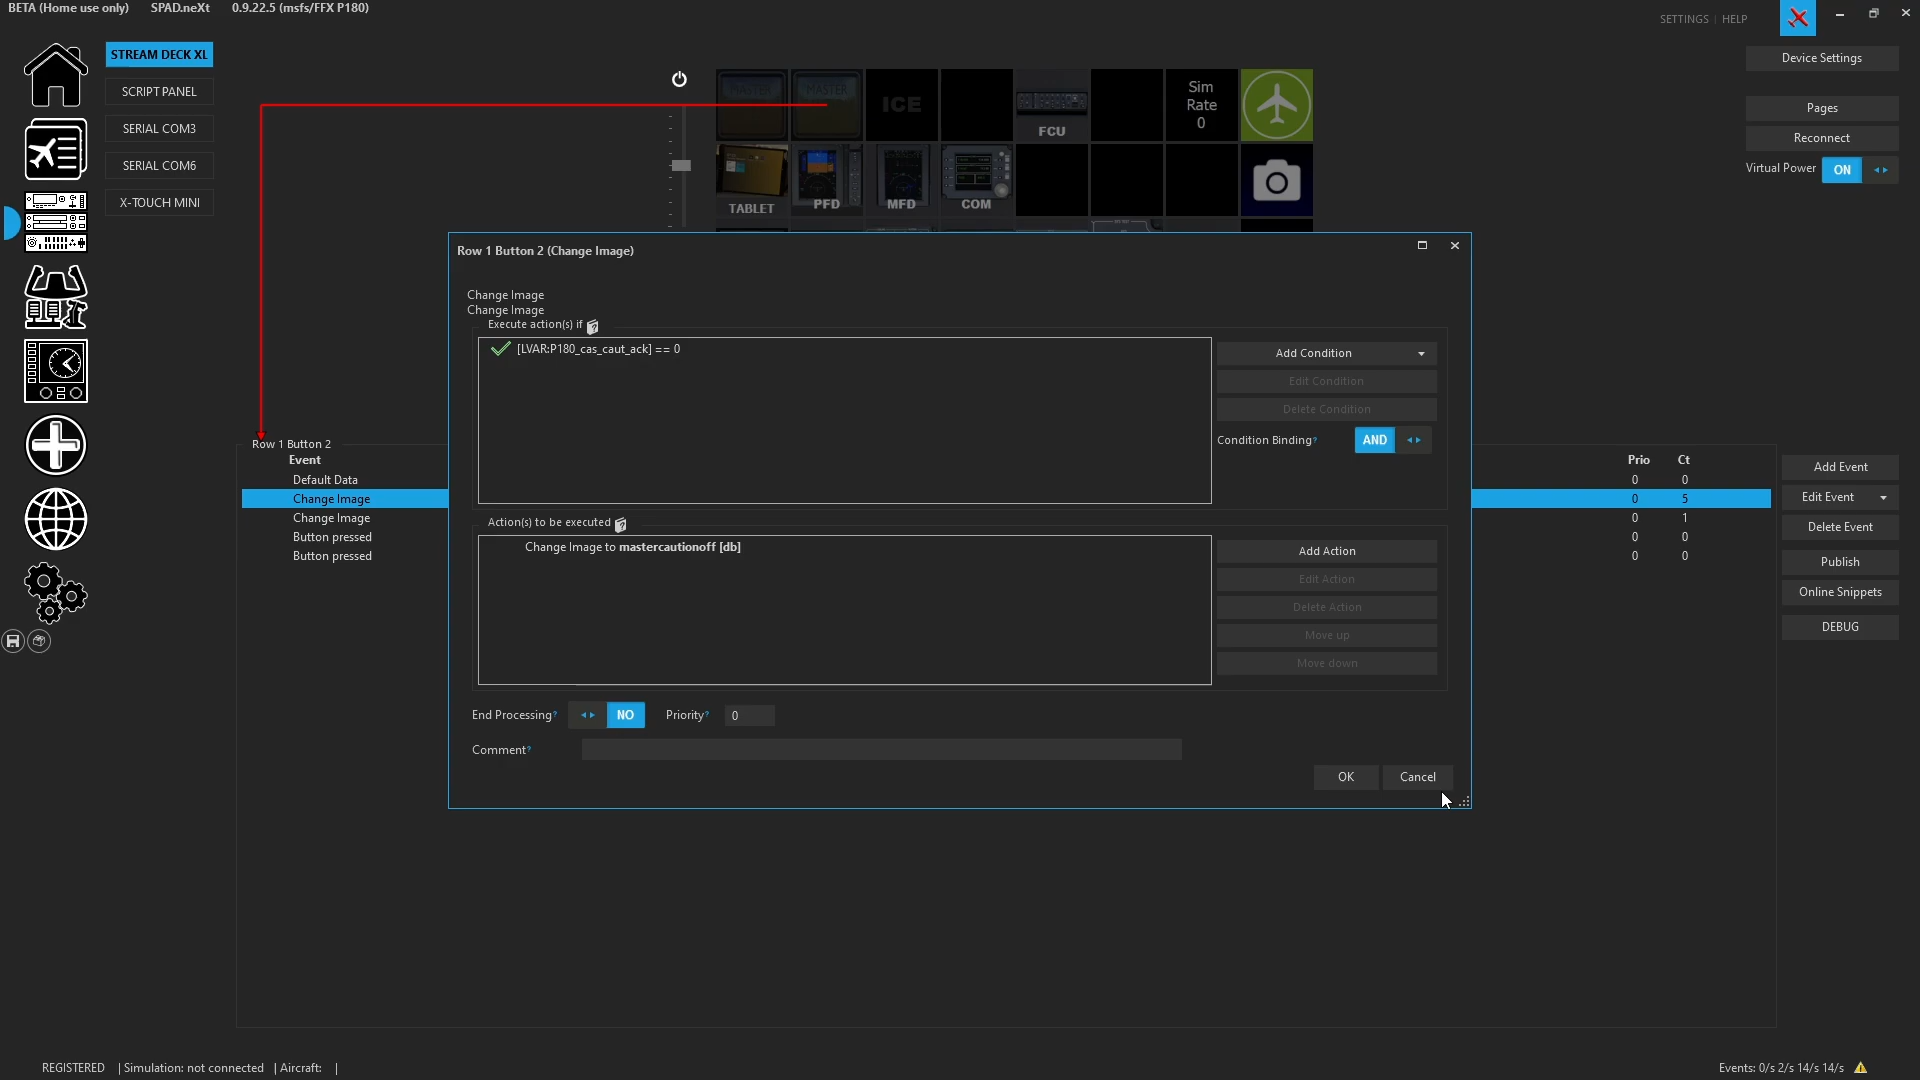 BETA (Home use only) SPAD.neXt 0.9.22.5 (msfs/FFX P180)
SETTINGS | HELP
STREAM DECK XL
SCRIPT PANEL
SERIAL COM3
SERIAL COM6
X-TOUCH MINI
MASTER
MASTER
ICE
FCU
Sim
Rate
0
TABLET
PFD
MFD
COM
Device Settings
Pages
Reconnect
Virtual Power ON
Row 1 Button 2 (Change Image)
Change Image
Change Image
Execute action(s) if
[LVAR:P180_cas_caut_ack] == 0
Add Condition
Edit Condition
Delete Condition
Condition Binding? AND
Action(s) to be executed
Change Image to mastercautionoff [db]
Add Action
Edit Action
Delete Action
Move up
Move down
End Processing? NO Priority? 0
Comment?
OK Cancel
Row 1 Button 2
Event Prio Ct
Default Data 0 0
Change Image 0 5
Change Image 0 1
Button pressed 0 0
Button pressed 0 0
Add Event
Edit Event
Delete Event
Publish
Online Snippets
DEBUG
REGISTERED | Simulation: not connected | Aircraft: |
Events: 0/s 2/s 14/s 14/s